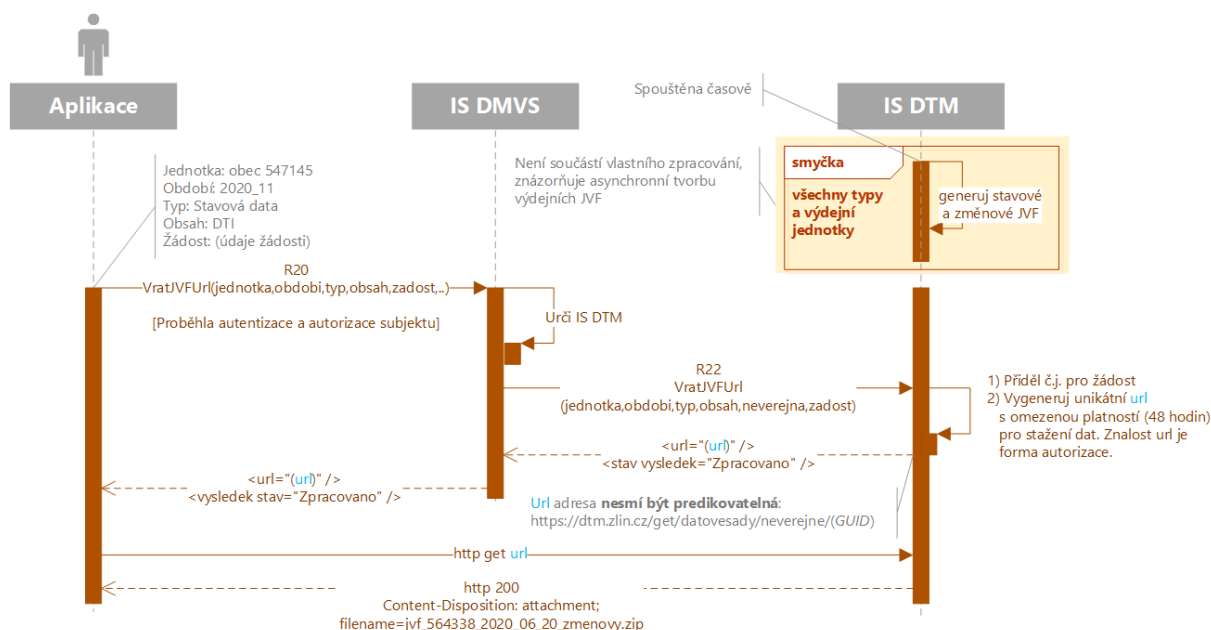 Aplikace
IS DMVS
IS DTM
Spouštěna časově
Jednotka: obec 547145
Období: 2020_11
Typ: Stavová data
Obsah: DTI
Žádost: (údaje žádosti)
Není součástí vlastního zpracování,
znázorňuje asynchronní tvorbu
výdejních JVF
smyčka
všechny typy
a výdejní
jednotky
generuj stavové
a změnové JVF
R20
VratJVFUrl(jednotka,obdobi,typ,obsah,zadost,..)
[Proběhla autentizace a autorizace subjektu]
Urči IS DTM
R22
VratJVFUrl
(jednotka,obdobi,typ,obsah,neverejna,zadost)
1) Přiděl č.j. pro žádost
2) Vygeneruj unikátní url
s omezenou platností (48 hodin)
pro stažení dat. Znalost url je
forma autorizace.
<url="(url)" />
<stav vysledek="Zpracovano" />
<url="(url)" />
<vysledek stav="Zpracovano" />
Url adresa nesmí být predikovatelná:
https://dtm.zlin.cz/get/datovesady/neverejne/(GUID)
http get url
http 200
Content-Disposition: attachment;
filename=jvf_564338_2020_06_20_zmenovy.zip